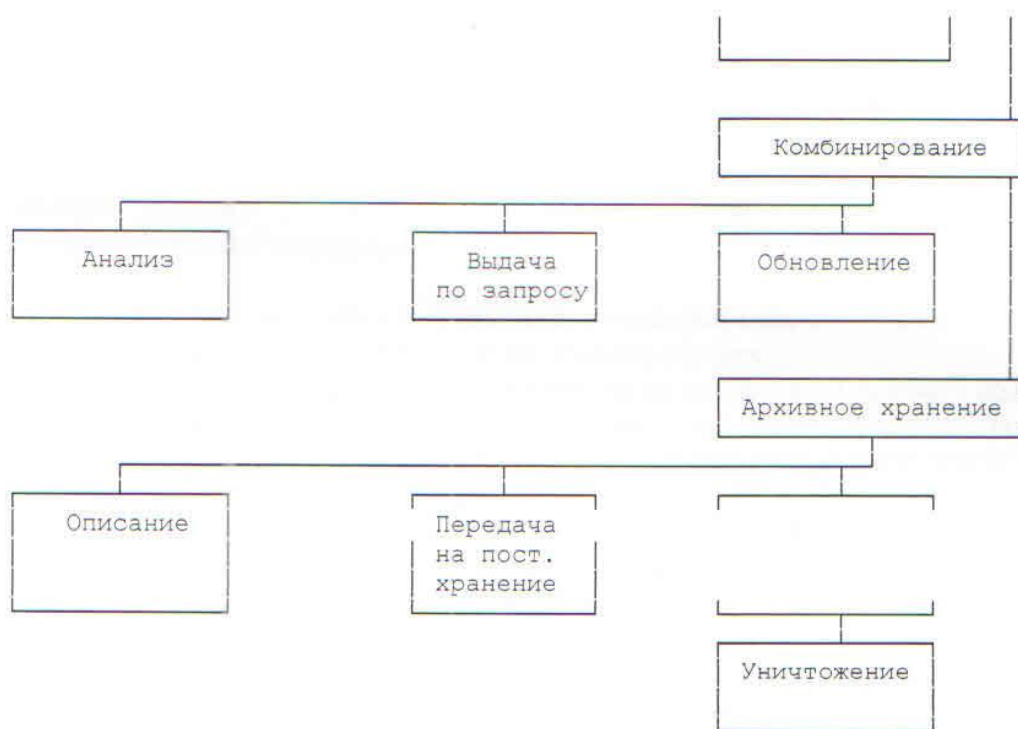 Комбинирование
Анализ
Выдача
по запросу
Обновление
Архивное хранение
Описание
Передача
на пост.
хранение
Уничтожение